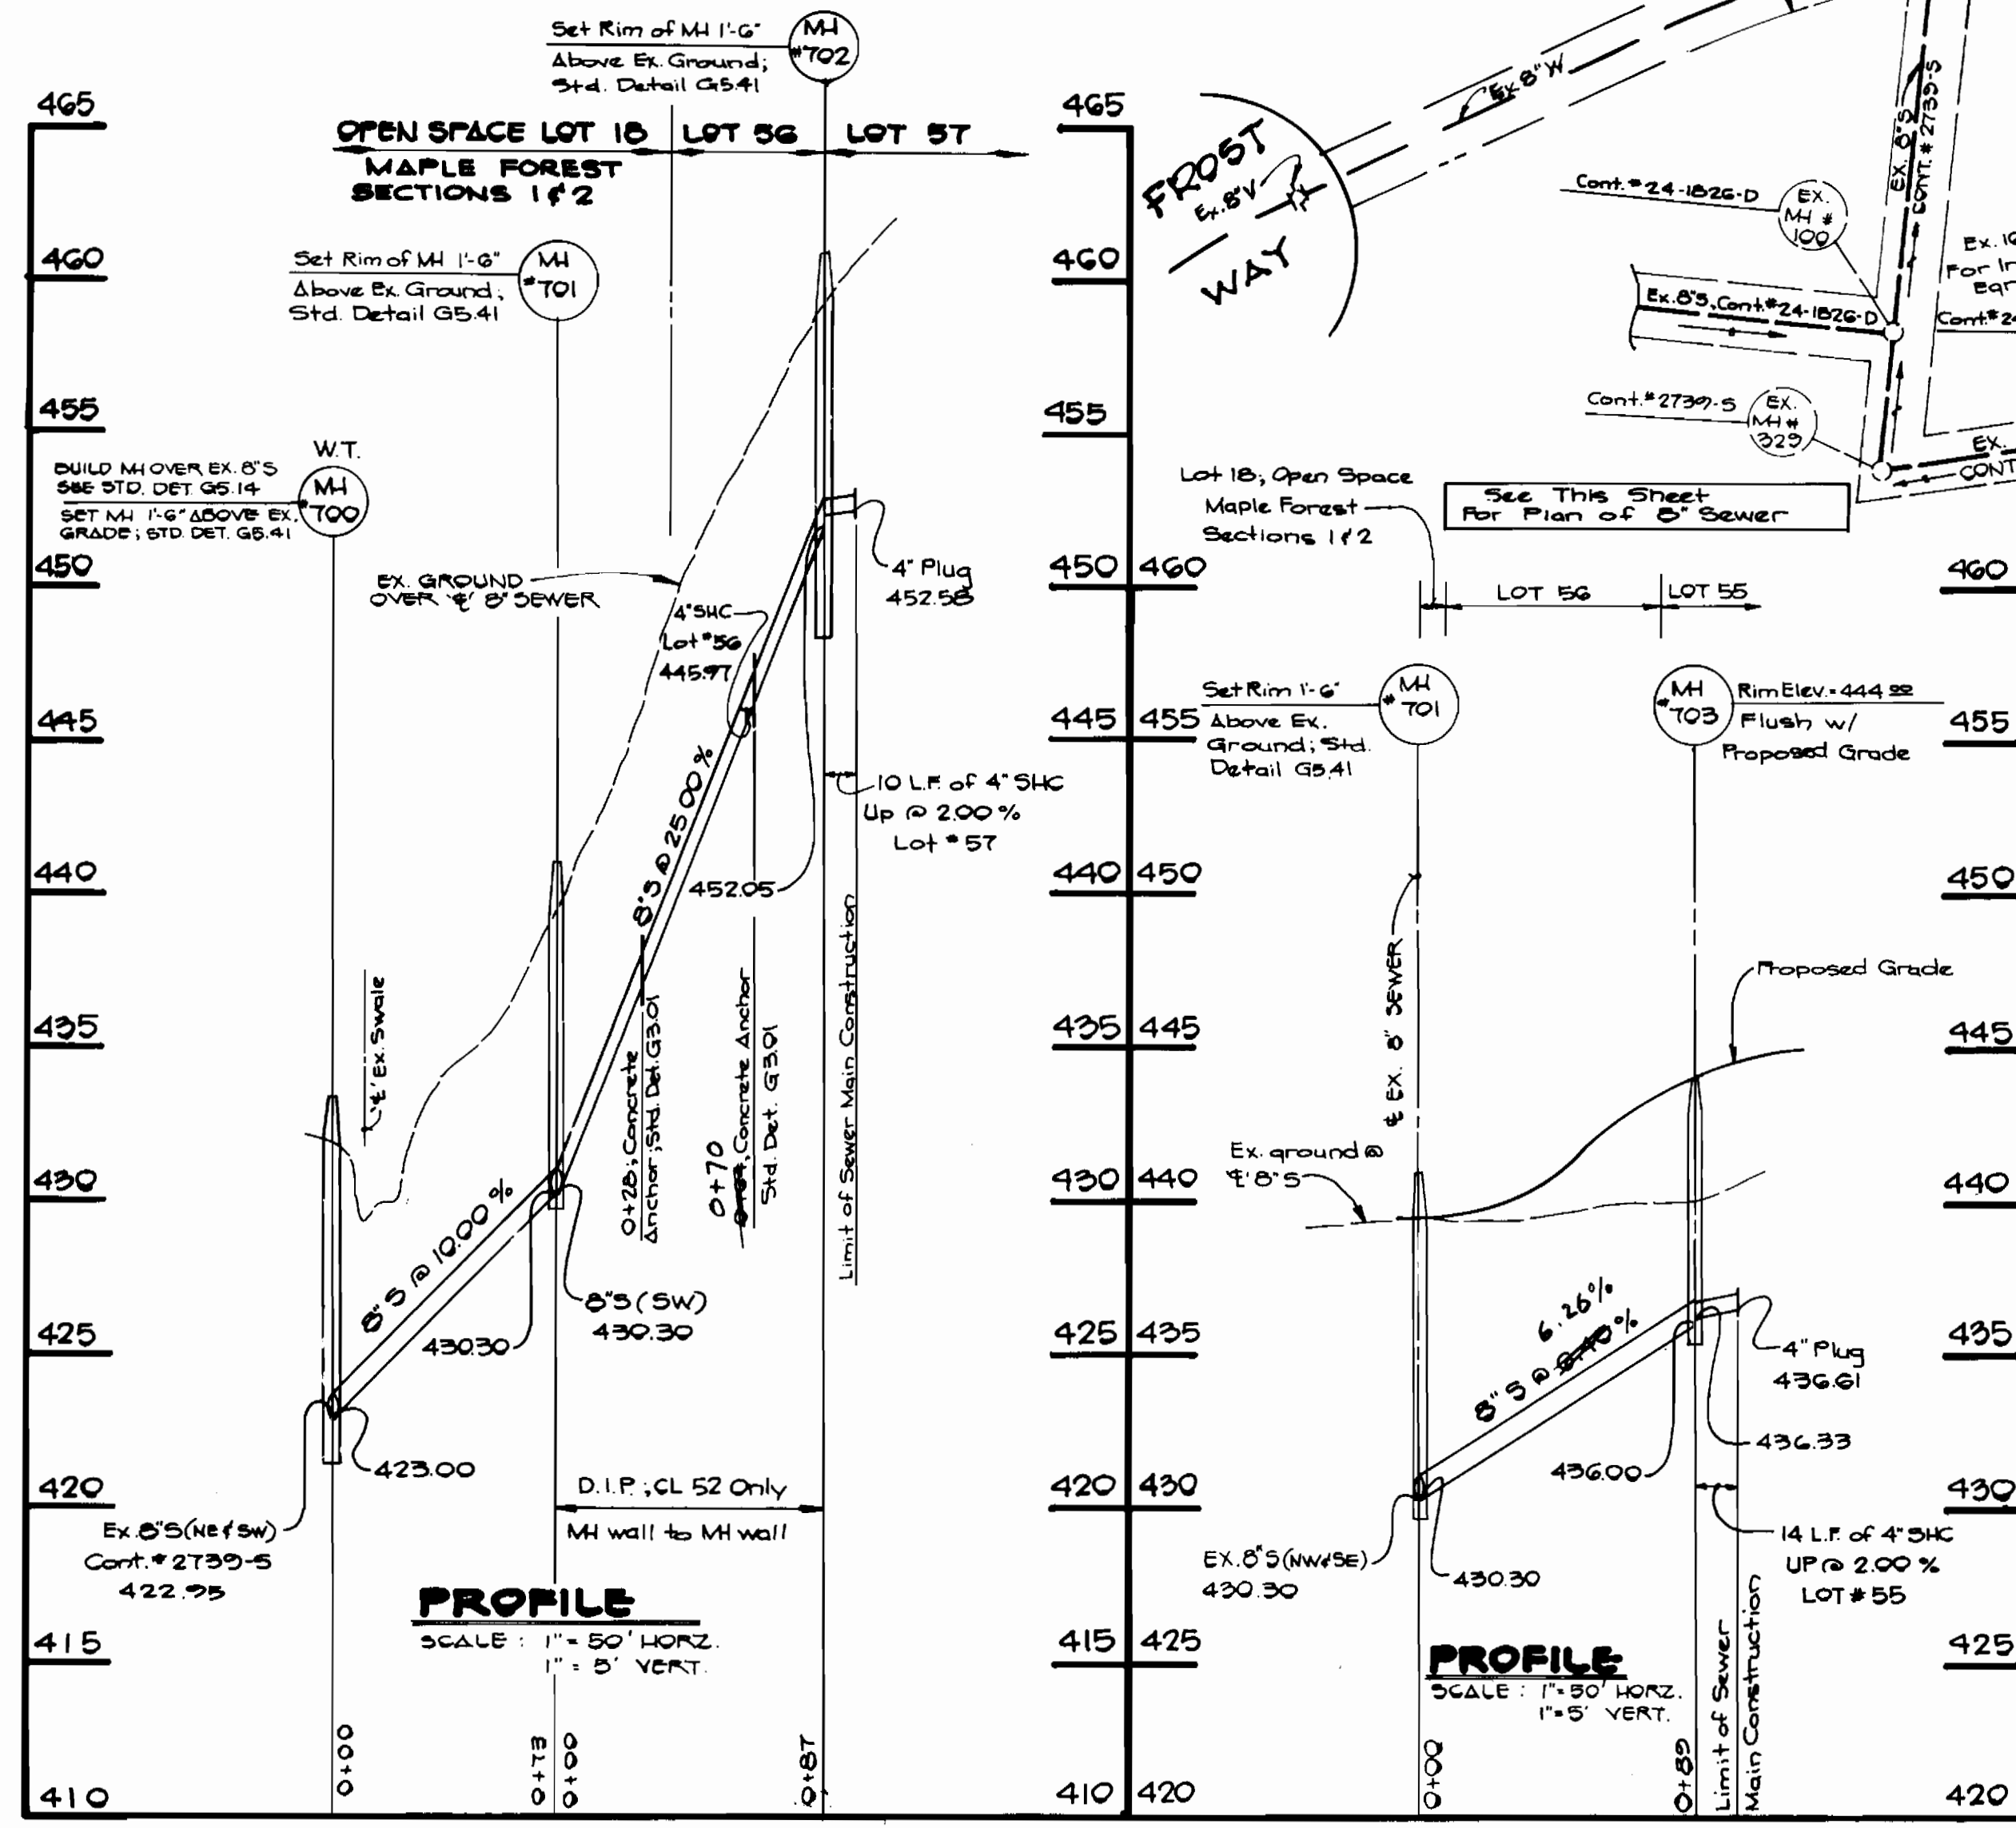 Set Rim of MH 1'-6"
Above Ex. Ground;
Std. Detail G5.41
MH
#702
465
OPEN SPACE LOT 18
LOT 56
LOT 57
MAPLE FOREST
SECTIONS 1 & 2
460
Set Rim of MH 1'-6"
Above Ex. Ground;
Std. Detail G5.41
MH
#701
455
W.T.
BUILD MH OVER EX. 8"S
SEE STD. DET. G5.14
SET MH 1'-6" ABOVE EX.
GRADE; STD. DET. G5.41
MH
#700
450
EX. GROUND
OVER ℄ 8" SEWER
4" SHC
Lot #56
445.97
4" Plug
452.58
445
8"S @ 25.00 %
10 L.F. of 4" SHC
Up @ 2.00 %
Lot #57
440
452.05
Limit of Sewer Main Construction
℄ Ex. Swale
435
0+28; Concrete
Anchor; Std. Det. G3.01
0+70
Concrete Anchor
Std. Det. G3.01
430
8"S @ 10.00 %
8"S (SW)
430.30
430.30
425
423.00
420
D.I.P.; CL 52 Only
MH wall to MH wall
Ex. 8"S (NE & SW)
Cont. #2739-S
422.95
PROFILE
SCALE : 1" = 50' HORZ.
1" = 5' VERT.
415
0+00
0+73
0+00
0+87
410
465
460
455
450 460
445 455
440 450
435 445
430 440
425 435
420 430
415 425
410 420
FROST
WAY
Ex. 8" V
Ex 8" W
Cont. #24-1826-D
EX.
MH #
100
EX. 8"S
CONT. # 2739-S
Ex. 8"S, Cont. #24-1826-D
Cont. #2739-S
EX.
MH #
329
EX.
CONT
Ex. 16
For In
Ear
Cont. #24
Lot 18; Open Space
Maple Forest
Sections 1 & 2
See This Sheet
For Plan of 8" Sewer
LOT 56
LOT 55
Set Rim 1'-6"
Above Ex.
Ground; Std.
Detail G5.41
MH
#701
MH
#703
Rim Elev. = 444.00
Flush w/
Proposed Grade
℄ EX. 8" SEWER
Proposed Grade
Ex. ground @
℄ 8"S
6.26%
8"S @ 6.40 %
4" Plug
436.61
436.33
436.00
EX. 8"S (NW & SE)
430.30
430.30
14 L.F. of 4" SHC
UP @ 2.00 %
LOT #55
PROFILE
SCALE : 1" = 50' HORZ.
1" = 5' VERT.
0+00
0+89
Limit of Sewer
Main Construction
460
455
450
445
440
435
430
425
420